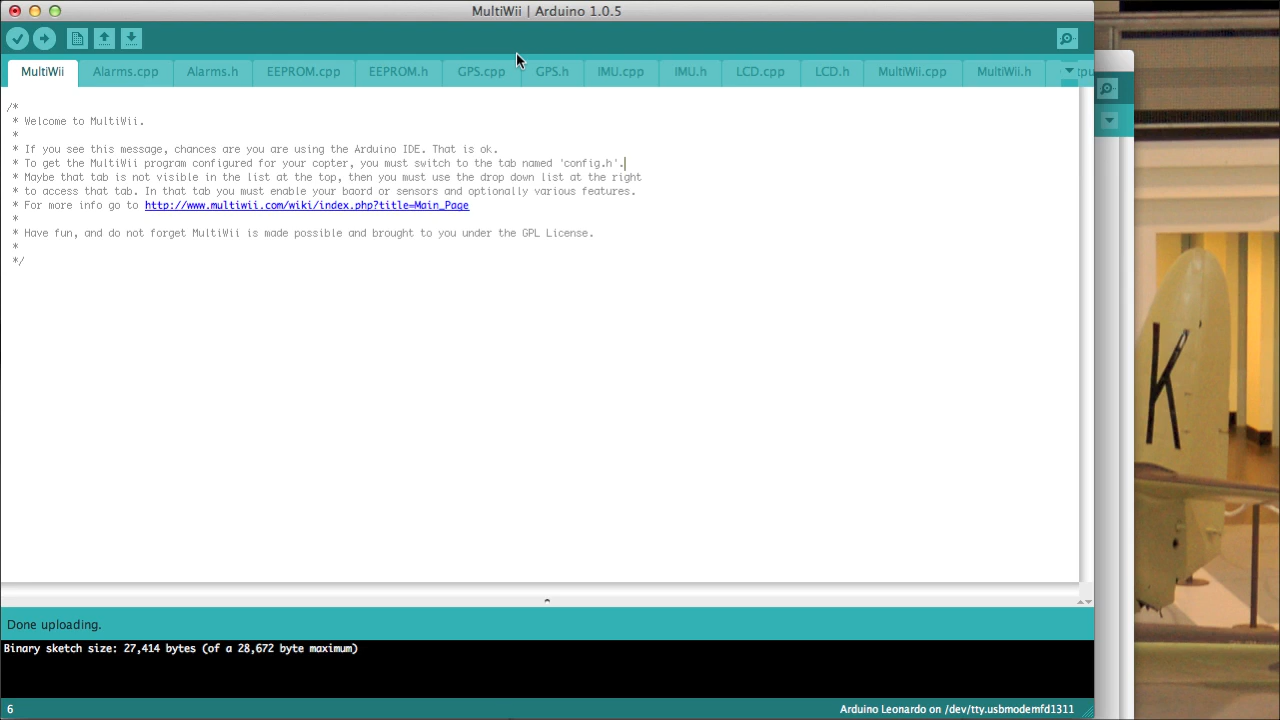 MultiWii | Arduino 1.0.5
MultiWii Alarms.cpp Alarms.h EEPROM.cpp EEPROM.h GPS.cpp GPS.h IMU.cpp IMU.h LCD.cpp LCD.h MultiWii.cpp MultiWii.h
/*
* Welcome to MultiWii.
*
* If you see this message, chances are you are using the Arduino IDE. That is ok.
* To get the MultiWii program configured for your copter, you must switch to the tab named 'config.h'.
* Maybe that tab is not visible in the list at the top, then you must use the drop down list at the right
* to access that tab. In that tab you must enable your baord or sensors and optionally various features.
* For more info go to http://www.multiwii.com/wiki/index.php?title=Main_Page
*
* Have fun, and do not forget MultiWii is made possible and brought to you under the GPL License.
*
*/
K
Done uploading.
Binary sketch size: 27,414 bytes (of a 28,672 byte maximum)
6 Arduino Leonardo on /dev/tty.usbmodemfd1311